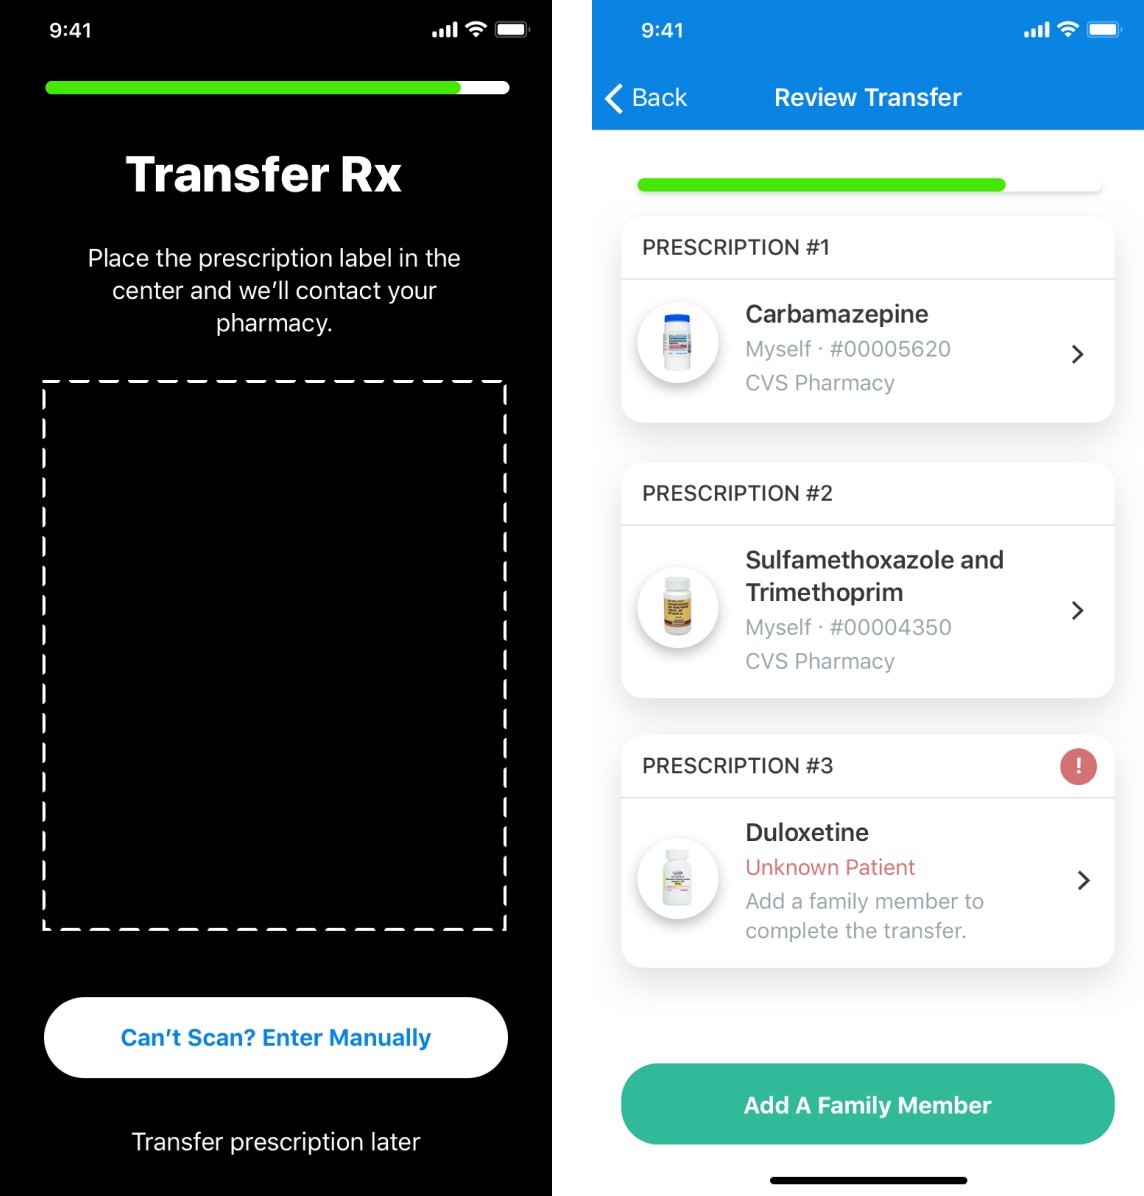 9:41
Transfer Rx
Place the prescription label in the
center and we’ll contact your
pharmacy.
Can’t Scan? Enter Manually
Transfer prescription later
9:41
Back
Review Transfer
PRESCRIPTION #1
Carbamazepine
Myself · #00005620
CVS Pharmacy
PRESCRIPTION #2
Sulfamethoxazole and
Trimethoprim
Myself · #00004350
CVS Pharmacy
PRESCRIPTION #3
!
Duloxetine
Unknown Patient
Add a family member to
complete the transfer.
Add A Family Member